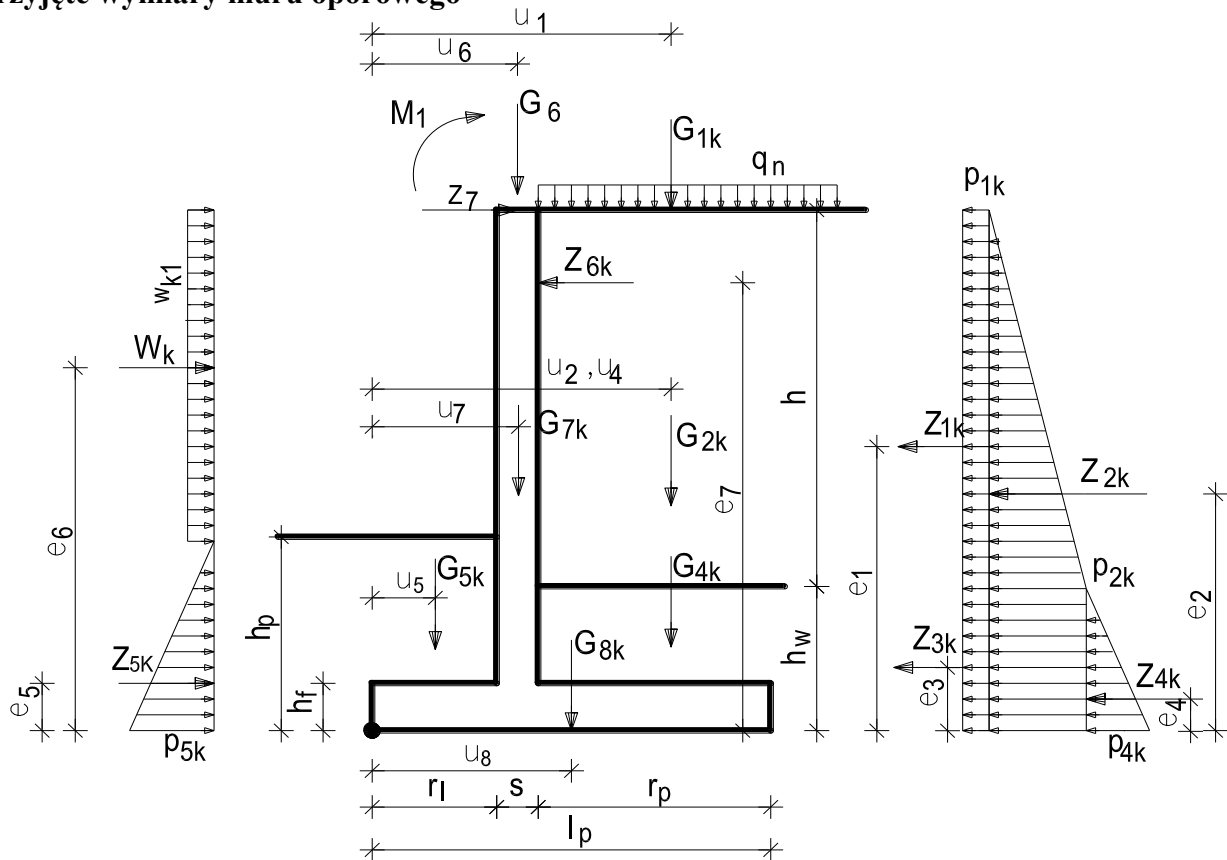 rzyjęte wymiary muru oporowego
u1
u6
G6
M1
G1k
qn
p1k
z7
Z6k
wk1
Wk
u2 ,u4
h
u7
G7k
G2k
Z1k
Z2k
e7
e6
e1
p2k
e2
G5k
G4k
u5
hp
hw
Z3k
G8k
Z5K
Z4k
e5
hf
e3
e4
p5k
p4k
u8
rl
s
rp
lp